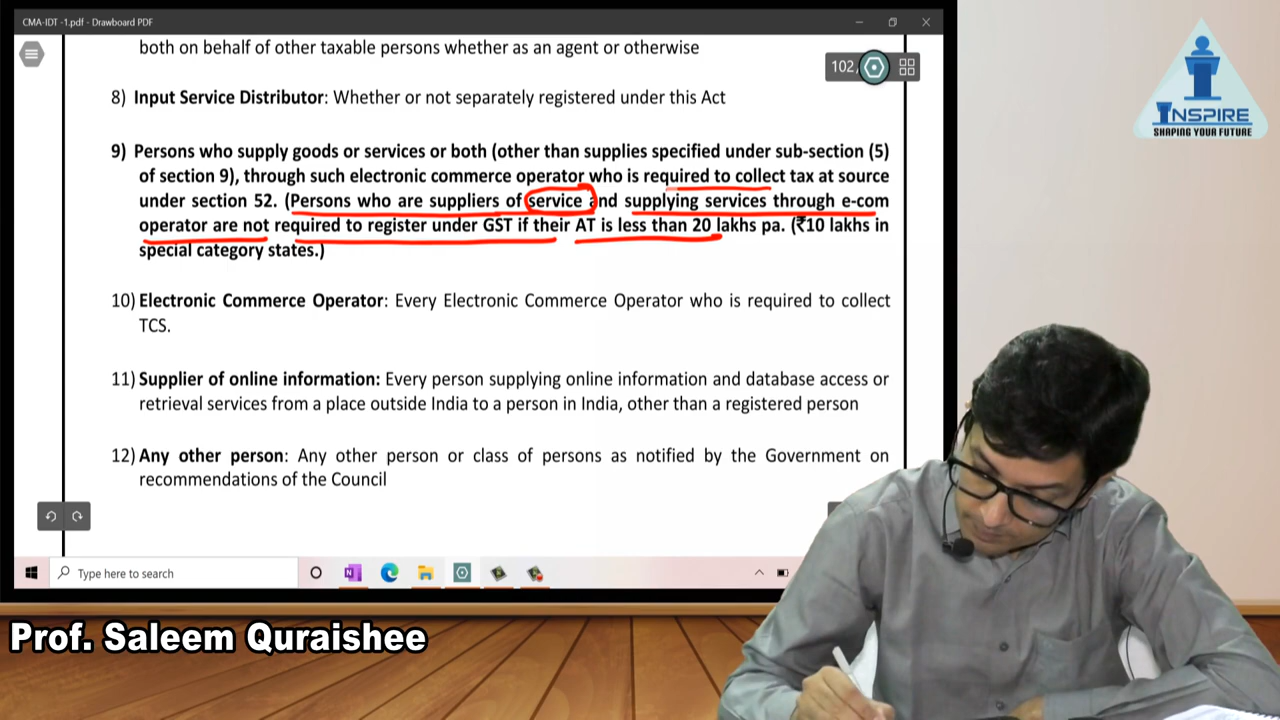 CMA-IDT -1.pdf - Drawboard PDF
both on behalf of other taxable persons whether as an agent or otherwise
102
8) Input Service Distributor: Whether or not separately registered under this Act
INSPIRE
SHAPING YOUR FUTURE
9) Persons who supply goods or services or both (other than supplies specified under sub-section (5)
of section 9), through such electronic commerce operator who is required to collect tax at source
under section 52. (Persons who are suppliers of service and supplying services through e-com
operator are not required to register under GST if their AT is less than 20 lakhs pa. (₹10 lakhs in
special category states.)
10) Electronic Commerce Operator: Every Electronic Commerce Operator who is required to collect
TCS.
11) Supplier of online information: Every person supplying online information and database access or
retrieval services from a place outside India to a person in India, other than a registered person
12) Any other person: Any other person or class of persons as notified by the Government on
recommendations of the Council
Type here to search
Prof. Saleem Quraishee